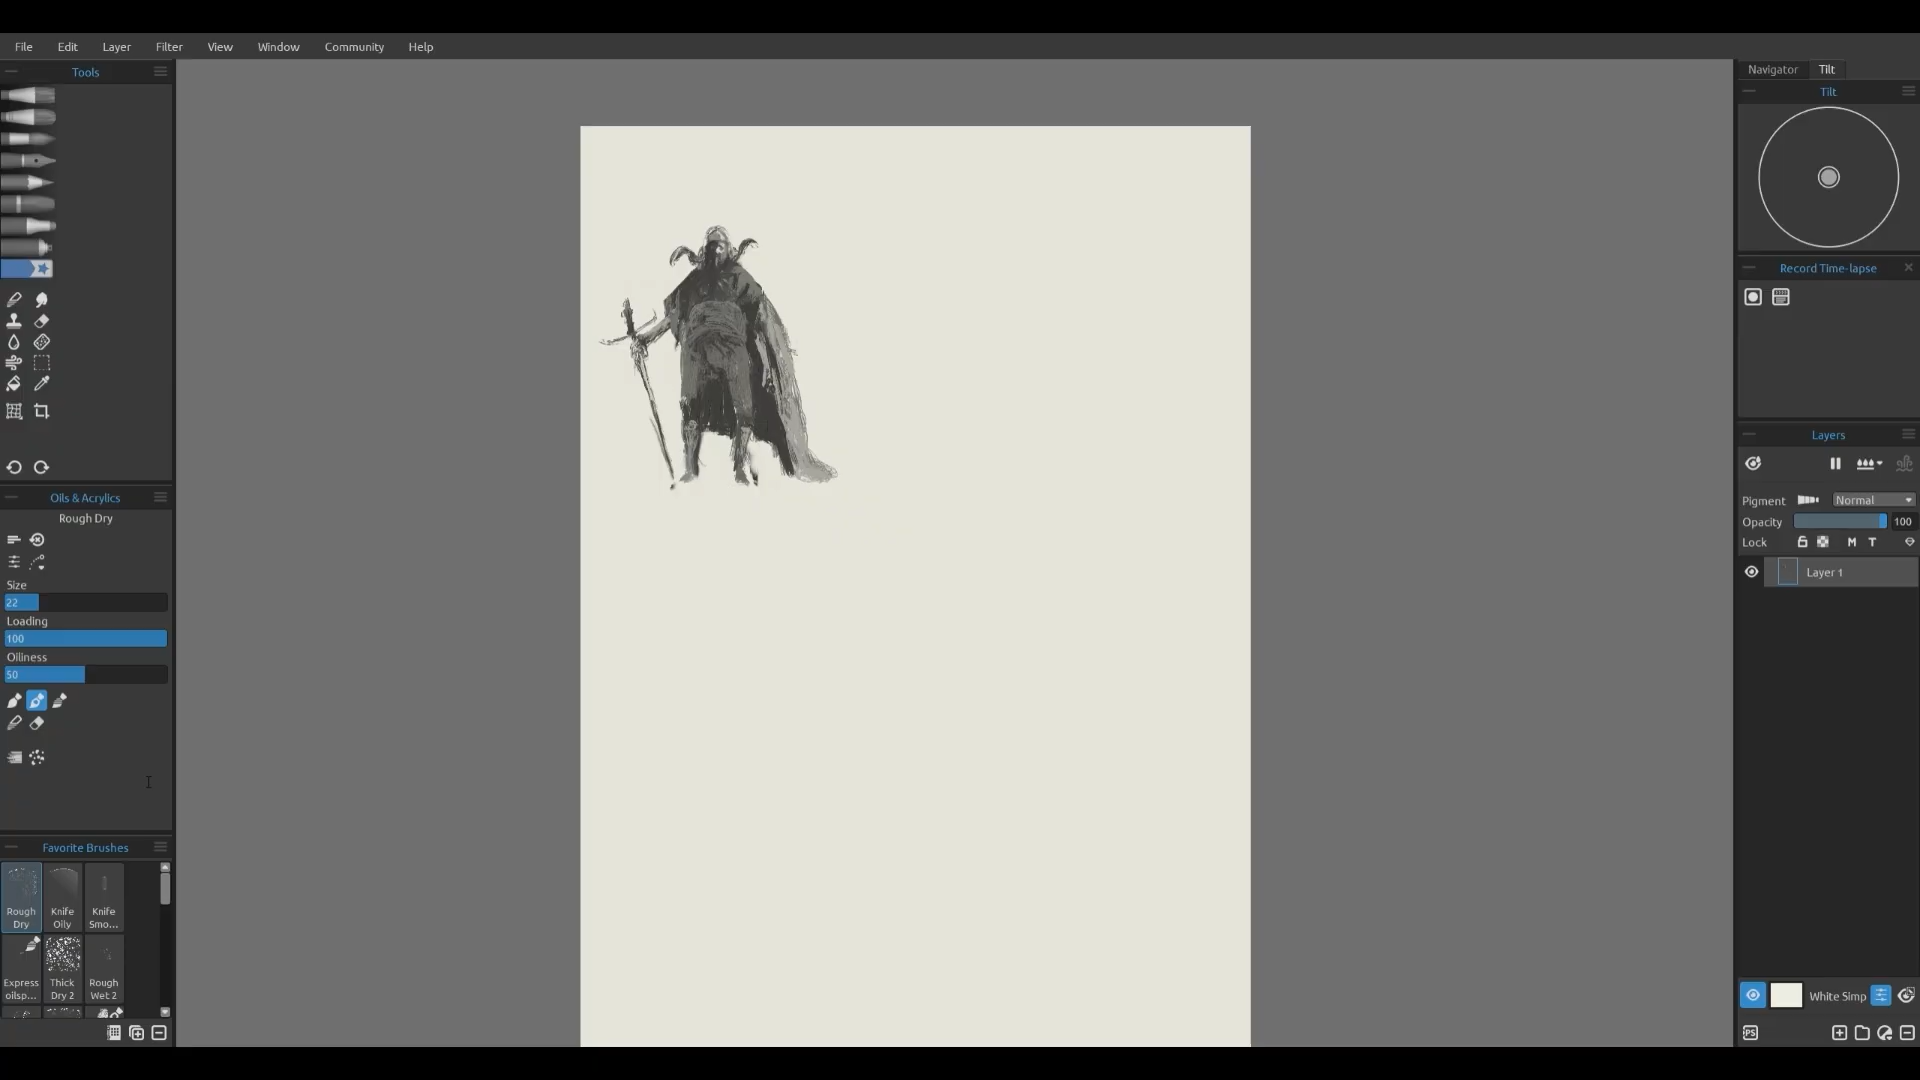 File Edit Layer Filter View Window Community Help
Tools
Oils & Acrylics
Rough Dry
Size
22
Loading
100
Oiliness
50
Favorite Brushes
Rough Dry
Knife Oily
Knife Smo...
Express oilsp...
Thick Dry 2
Rough Wet 2
Navigator Tilt
Tilt
Record Time-lapse
Layers
Pigment Normal
Opacity 100
Lock M T
Layer 1
White Simp
PS